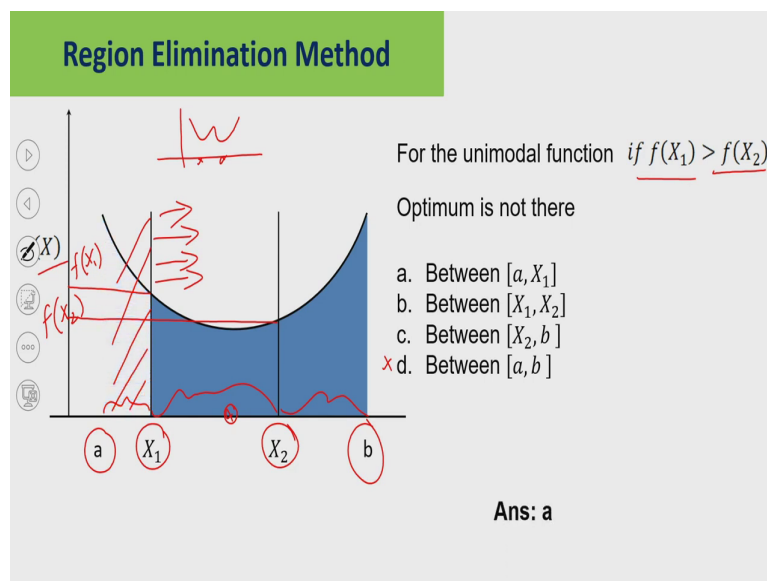 Region Elimination Method
For the unimodal function if f(X₁) > f(X₂)
Optimum is not there
a. Between [a, X₁]
b. Between [X₁, X₂]
c. Between [X₂, b]
x d. Between [a, b]
(X)
f(x₁)
f(x₂)
a X₁ X₂ b
Ans: a